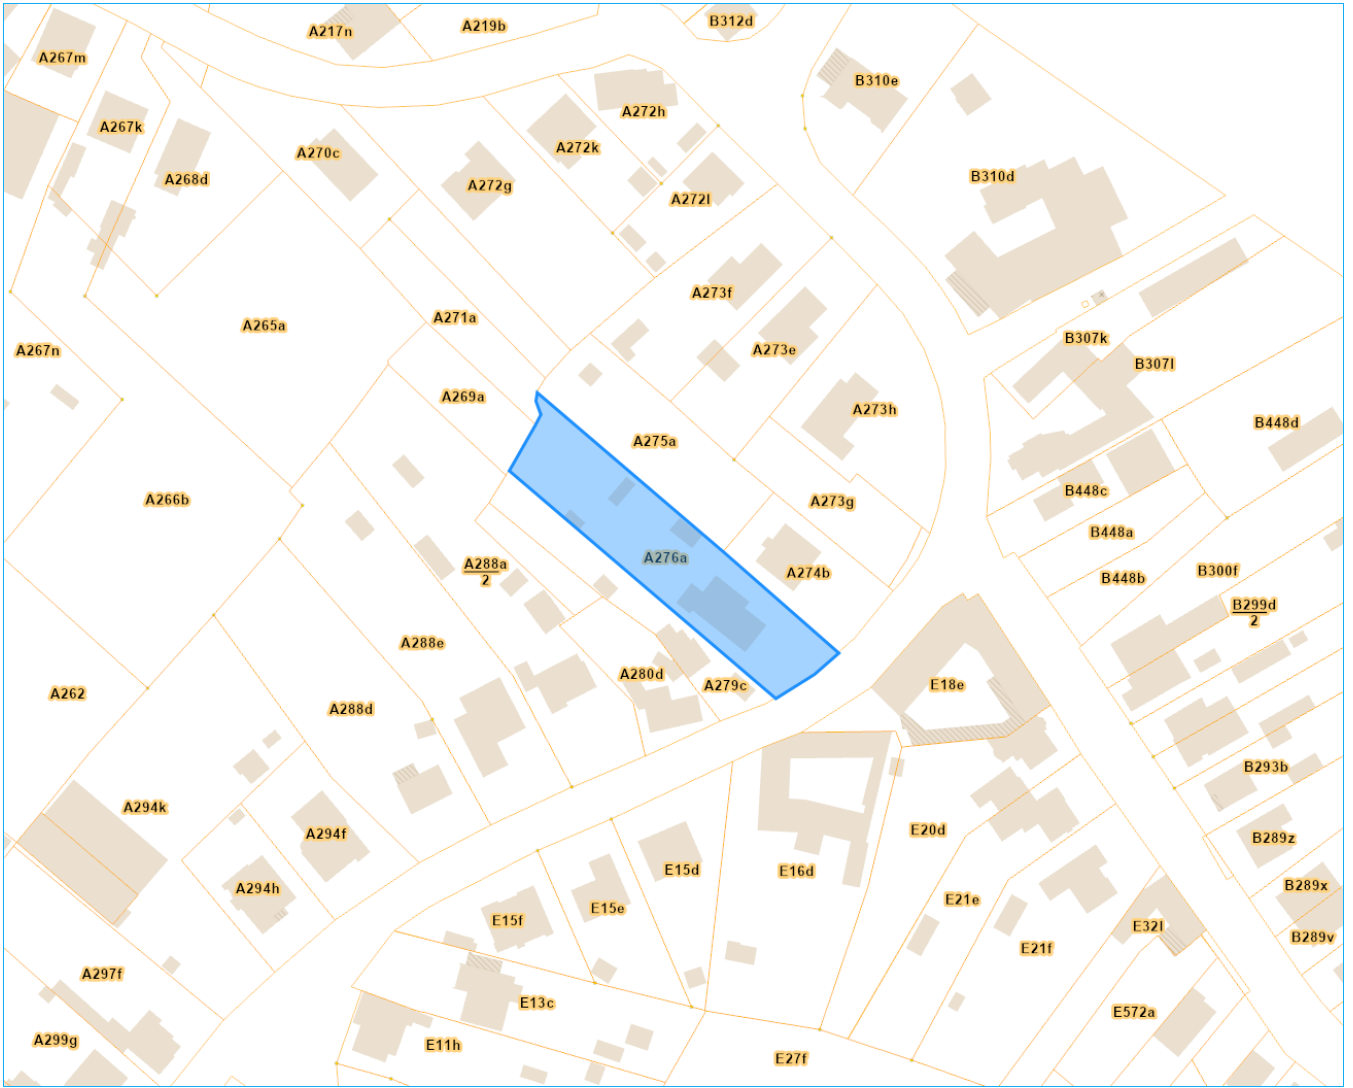 A217n
A219b
B312d
A267m
B310e
A272h
A267k
A272k
A270c
A268d
A272g
B310d
A272l
A273f
A271a
A265a
B307k
A267n
A273e
B307l
A269a
A273h
B448d
A275a
B448c
A266b
A273g
B448a
A276a
A288a
2
A274b
B448b
B300f
B299d
2
A288e
A280d
A279c
E18e
A262
A288d
B293b
A294k
A294f
E20d
B289z
E15d
E16d
A294h
B289x
E21e
E15e
E15f
E32l
B289v
E21f
A297f
E13c
E572a
A299g
E11h
E27f